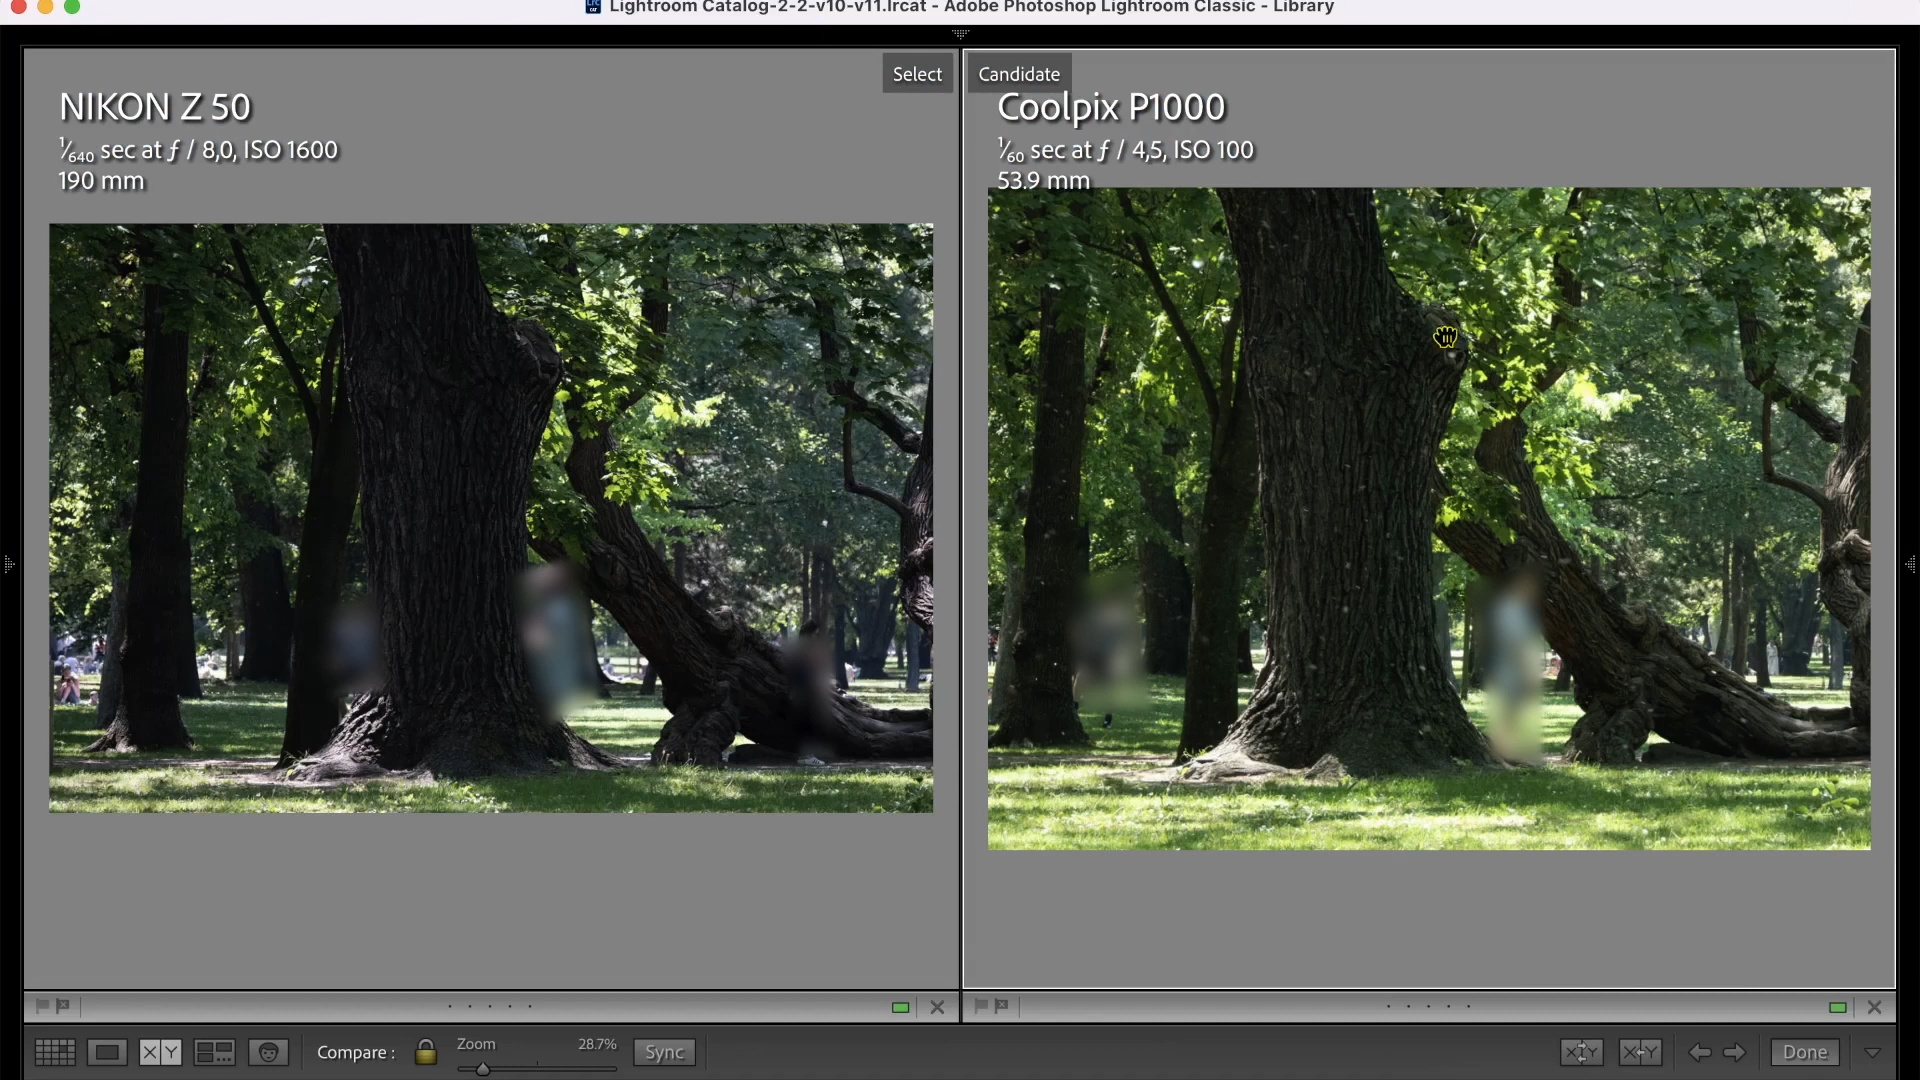 Lightroom Catalog-2-2-v10-v11.lrcat - Adobe Photoshop Lightroom Classic - Library
Select
NIKON Z 50
1/640 sec at ƒ / 8,0, ISO 1600
190 mm
Candidate
Coolpix P1000
1/60 sec at ƒ / 4,5, ISO 100
53.9 mm
XY
Compare :
Zoom
28.7%
Sync
X Y
X Y
Done